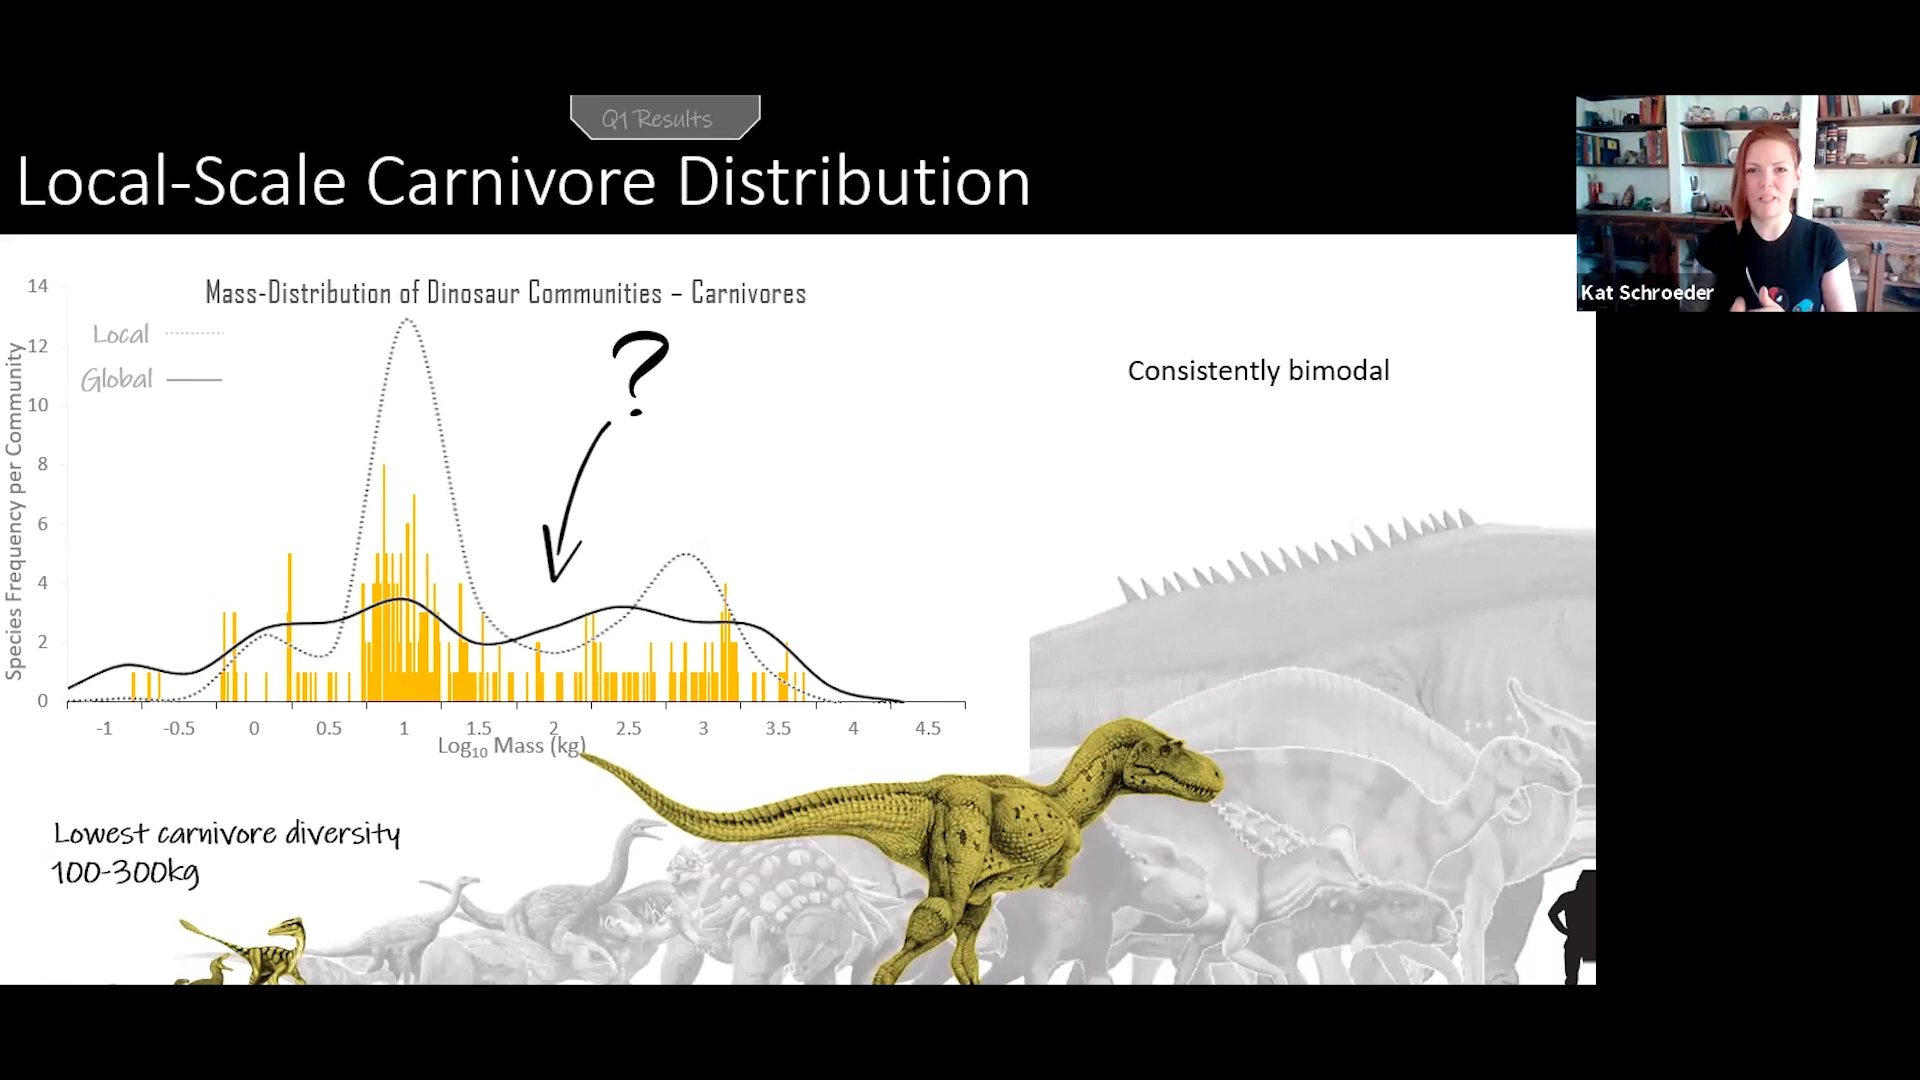 Q1 Results
Local-Scale Carnivore Distribution
Kat Schroeder
Mass-Distribution of Dinosaur Communities – Carnivores
Local
Global
Species Frequency per Community
14
12
10
8
6
4
2
0
-1 -0.5 0 0.5 1 1.5 2 2.5 3 3.5 4 4.5
Log₁₀ Mass (kg)
?
Consistently bimodal
Lowest carnivore diversity
100-300kg